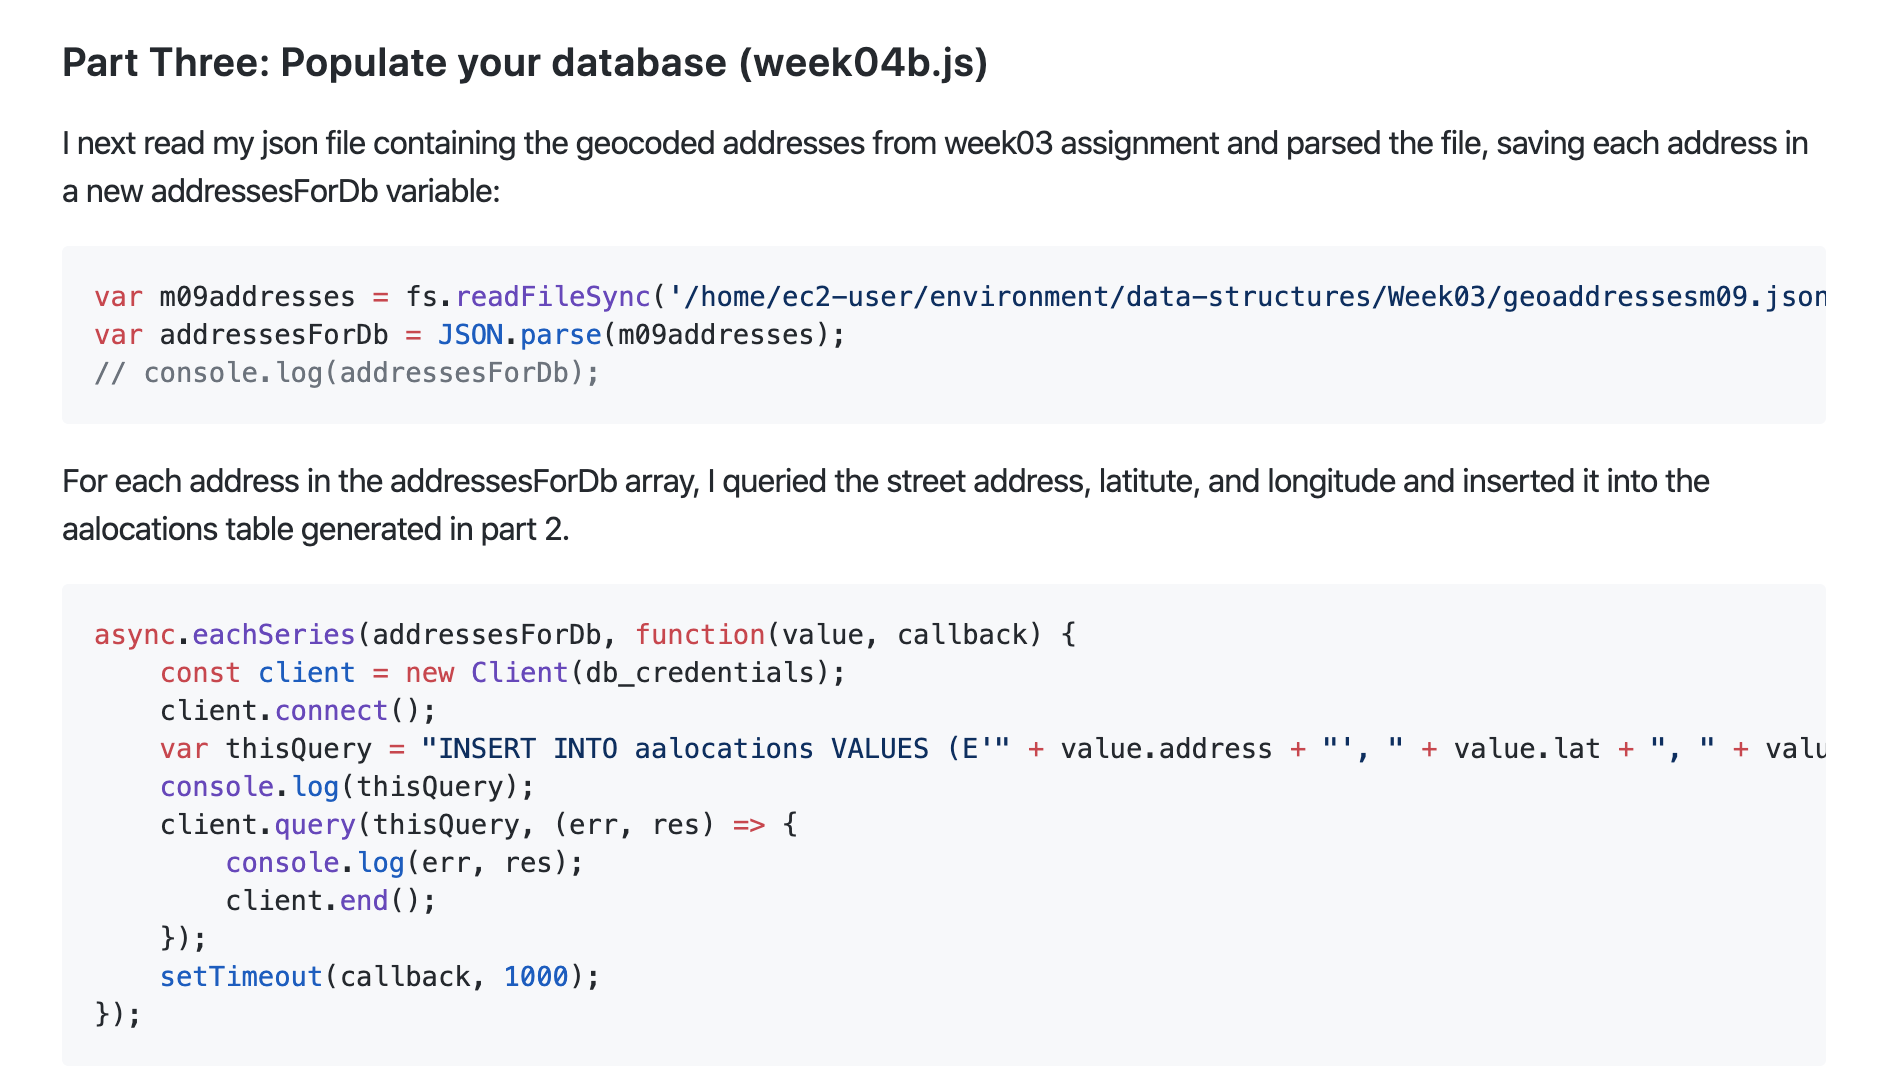 Part Three: Populate your database (week04b.js)
I next read my json file containing the geocoded addresses from week03 assignment and parsed the file, saving each address in
a new addressesForDb variable:
var m09addresses = fs.readFileSync('/home/ec2-user/environment/data-structures/Week03/geoaddressesm09.json
var addressesForDb = JSON.parse(m09addresses);
// console.log(addressesForDb);
For each address in the addressesForDb array, I queried the street address, latitute, and longitude and inserted it into the
aalocations table generated in part 2.
async.eachSeries(addressesForDb, function(value, callback) {
    const client = new Client(db_credentials);
    client.connect();
    var thisQuery = "INSERT INTO aalocations VALUES (E'" + value.address + "', " + value.lat + ", " + valu
    console.log(thisQuery);
    client.query(thisQuery, (err, res) => {
        console.log(err, res);
        client.end();
    });
    setTimeout(callback, 1000);
});